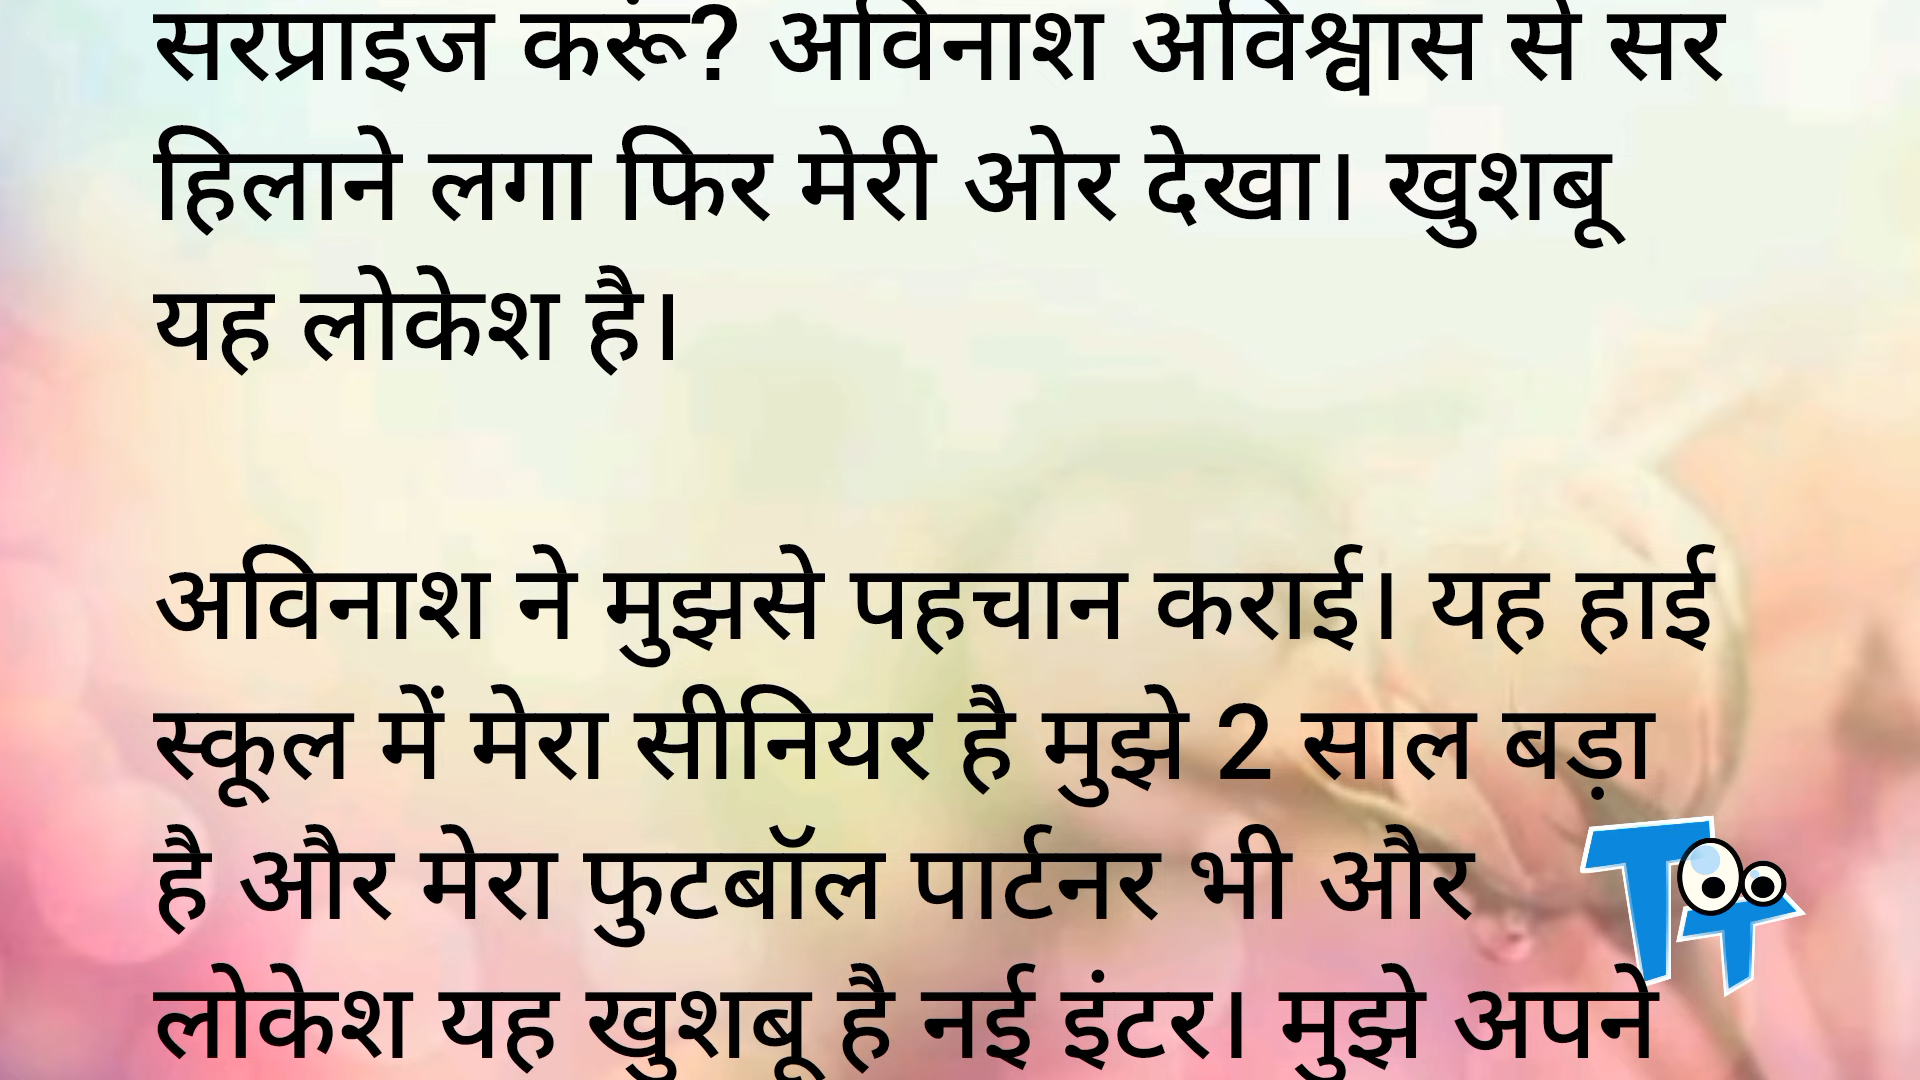 सरप्राइज करूं? अविनाश अविश्वास से सर
हिलाने लगा फिर मेरी ओर देखा। खुशबू
यह लोकेश है।
अविनाश ने मुझसे पहचान कराई। यह हाई
स्कूल में मेरा सीनियर है मुझे 2 साल बड़ा
है और मेरा फुटबॉल पार्टनर भी और
लोकेश यह खुशबू है नई इंटर। मुझे अपने
TY